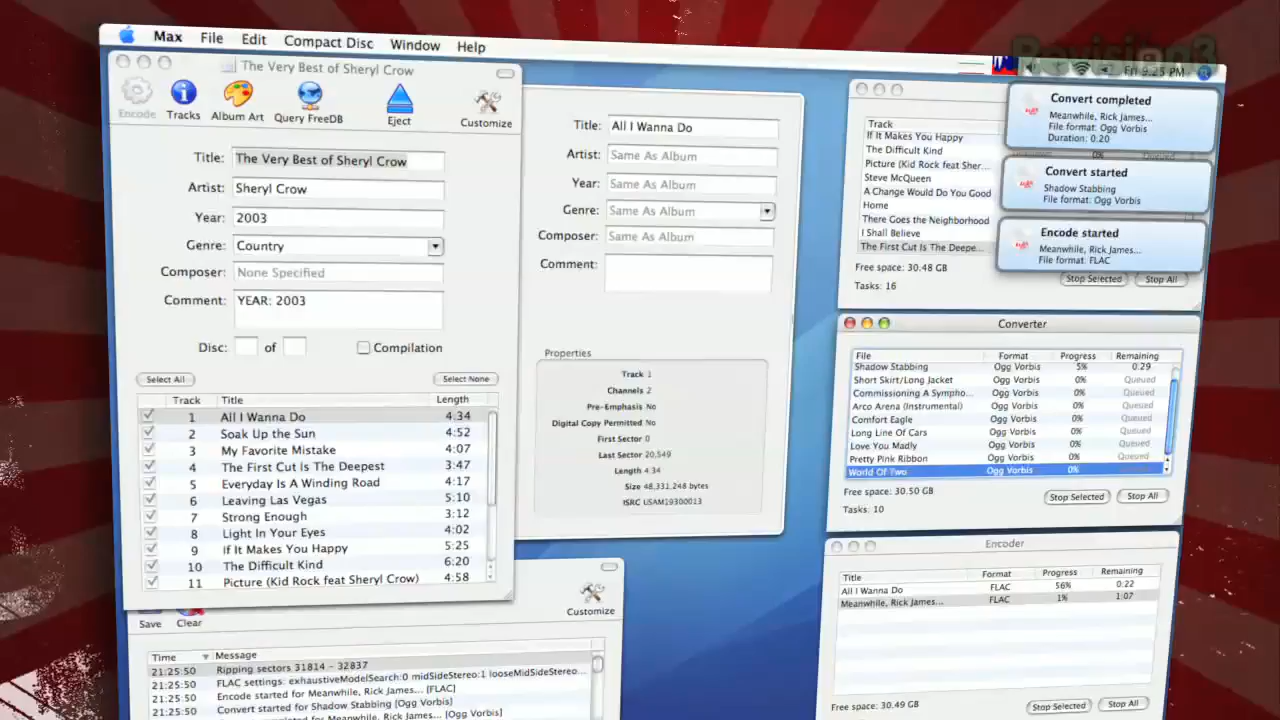 Revision3
Max File Edit Compact Disc Window Help
Fri 9:25 PM
The Very Best of Sheryl Crow
Encode Tracks Album Art Query FreeDB Eject Customize
Title: The Very Best of Sheryl Crow
Artist: Sheryl Crow
Year: 2003
Genre: Country
Composer: None Specified
Comment: YEAR: 2003
Disc: of Compilation
Select All Select None
Track Title Length
1 All I Wanna Do 4:34
2 Soak Up the Sun 4:52
3 My Favorite Mistake 4:07
4 The First Cut Is The Deepest 3:47
5 Everyday Is A Winding Road 4:17
6 Leaving Las Vegas 5:10
7 Strong Enough 3:12
8 Light In Your Eyes 4:02
9 If It Makes You Happy 5:25
10 The Difficult Kind 6:20
11 Picture (Kid Rock feat Sheryl Crow) 4:58
Title: All I Wanna Do
Artist: Same As Album
Year: Same As Album
Genre: Same As Album
Composer: Same As Album
Comment:
Properties
Track 1
Channels 2
Pre-Emphasis No
Digital Copy Permitted No
First Sector 0
Last Sector 20,549
Length 4:34
Size 48,331,248 bytes
ISRC USAM19300013
Track
If It Makes You Happy
The Difficult Kind
Picture (Kid Rock feat Sher...
Steve McQueen
A Change Would Do You Good
Home
There Goes the Neighborhood
I Shall Believe
The First Cut Is The Deepe...
Free space: 30.48 GB
Tasks: 16
Stop Selected Stop All
Convert completed
Meanwhile, Rick James...
File format: Ogg Vorbis
Duration: 0:20
Convert started
Shadow Stabbing
File format: Ogg Vorbis
Encode started
Meanwhile, Rick James...
File format: FLAC
Converter
File Format Progress Remaining
Shadow Stabbing Ogg Vorbis 5% 0:29
Short Skirt/Long Jacket Ogg Vorbis 0% Queued
Commissioning A Sympho... Ogg Vorbis 0% Queued
Arco Arena (Instrumental) Ogg Vorbis 0% Queued
Comfort Eagle Ogg Vorbis 0% Queued
Long Line Of Cars Ogg Vorbis 0% Queued
Love You Madly Ogg Vorbis 0% Queued
Pretty Pink Ribbon Ogg Vorbis 0% Queued
World Of Two Ogg Vorbis 0%
Free space: 30.50 GB
Tasks: 10
Stop Selected Stop All
Encoder
Title Format Progress Remaining
All I Wanna Do FLAC 56% 0:22
Meanwhile, Rick James... FLAC 1% 1:07
Free space: 30.49 GB
Stop Selected Stop All
Save Clear Customize
Time Message
21:25:50 Ripping sectors 31814 - 32837
21:25:50 FLAC settings: exhaustiveModelSearch:0 midSideStereo:1 looseMidSideStereo...
21:25:50 Encode started for Meanwhile, Rick James... [FLAC]
21:25:50 Convert started for Shadow Stabbing [Ogg Vorbis]
Meanwhile, Rick James... [Ogg Vorbis]